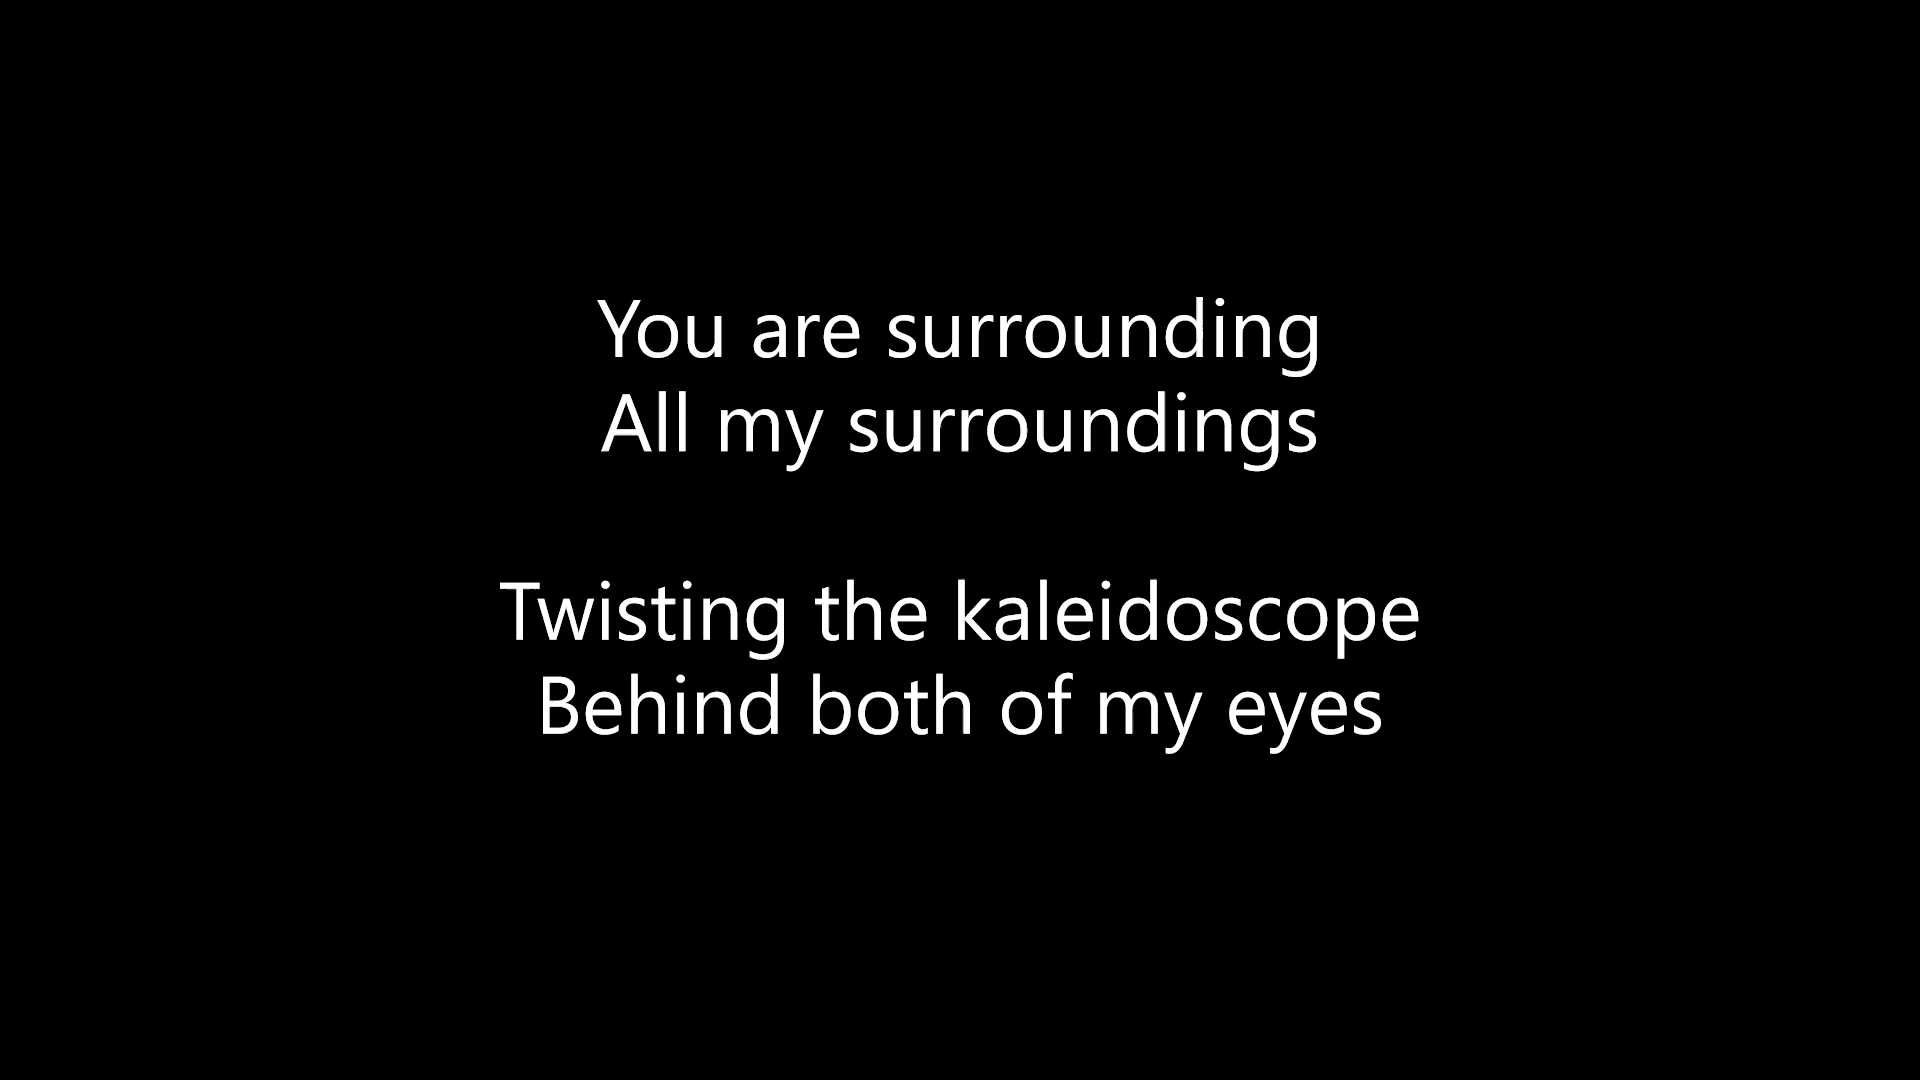 You are surrounding
All my surroundings
Twisting the kaleidoscope
Behind both of my eyes